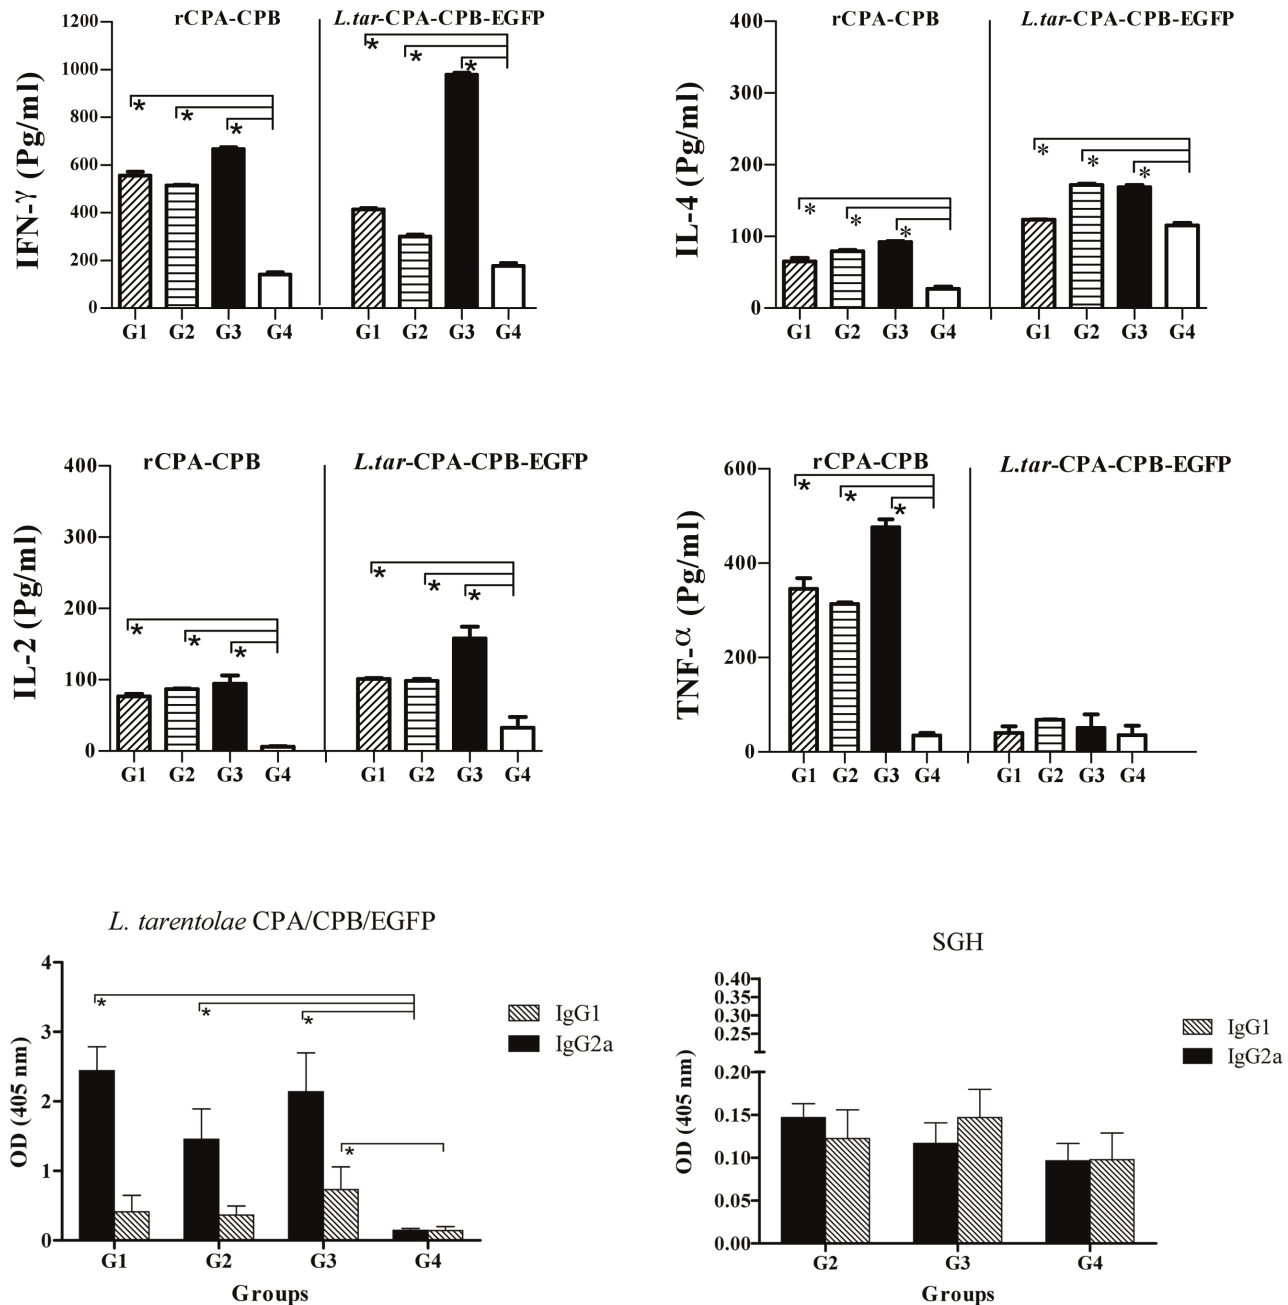 rCPA-CPB
L.tar-CPA-CPB-EGFP
IFN-γ (Pg/ml)
1200
1000
800
600
400
200
0
* * * * * *
G1 G2 G3 G4 G1 G2 G3 G4
rCPA-CPB
L.tar-CPA-CPB-EGFP
IL-4 (Pg/ml)
400
300
200
100
0
* * * * * *
G1 G2 G3 G4 G1 G2 G3 G4
rCPA-CPB
L.tar-CPA-CPB-EGFP
IL-2 (Pg/ml)
400
300
200
100
0
* * * * * *
G1 G2 G3 G4 G1 G2 G3 G4
rCPA-CPB
L.tar-CPA-CPB-EGFP
TNF-α (Pg/ml)
600
400
200
0
* * *
G1 G2 G3 G4 G1 G2 G3 G4
L. tarentolae CPA/CPB/EGFP
OD (405 nm)
4
3
2
1
0
* * * *
IgG1
IgG2a
G1 G2 G3 G4
Groups
SGH
OD (405 nm)
0.40
0.35
0.30
0.25
0.20
0.15
0.10
0.05
0.00
IgG1
IgG2a
G2 G3 G4
Groups